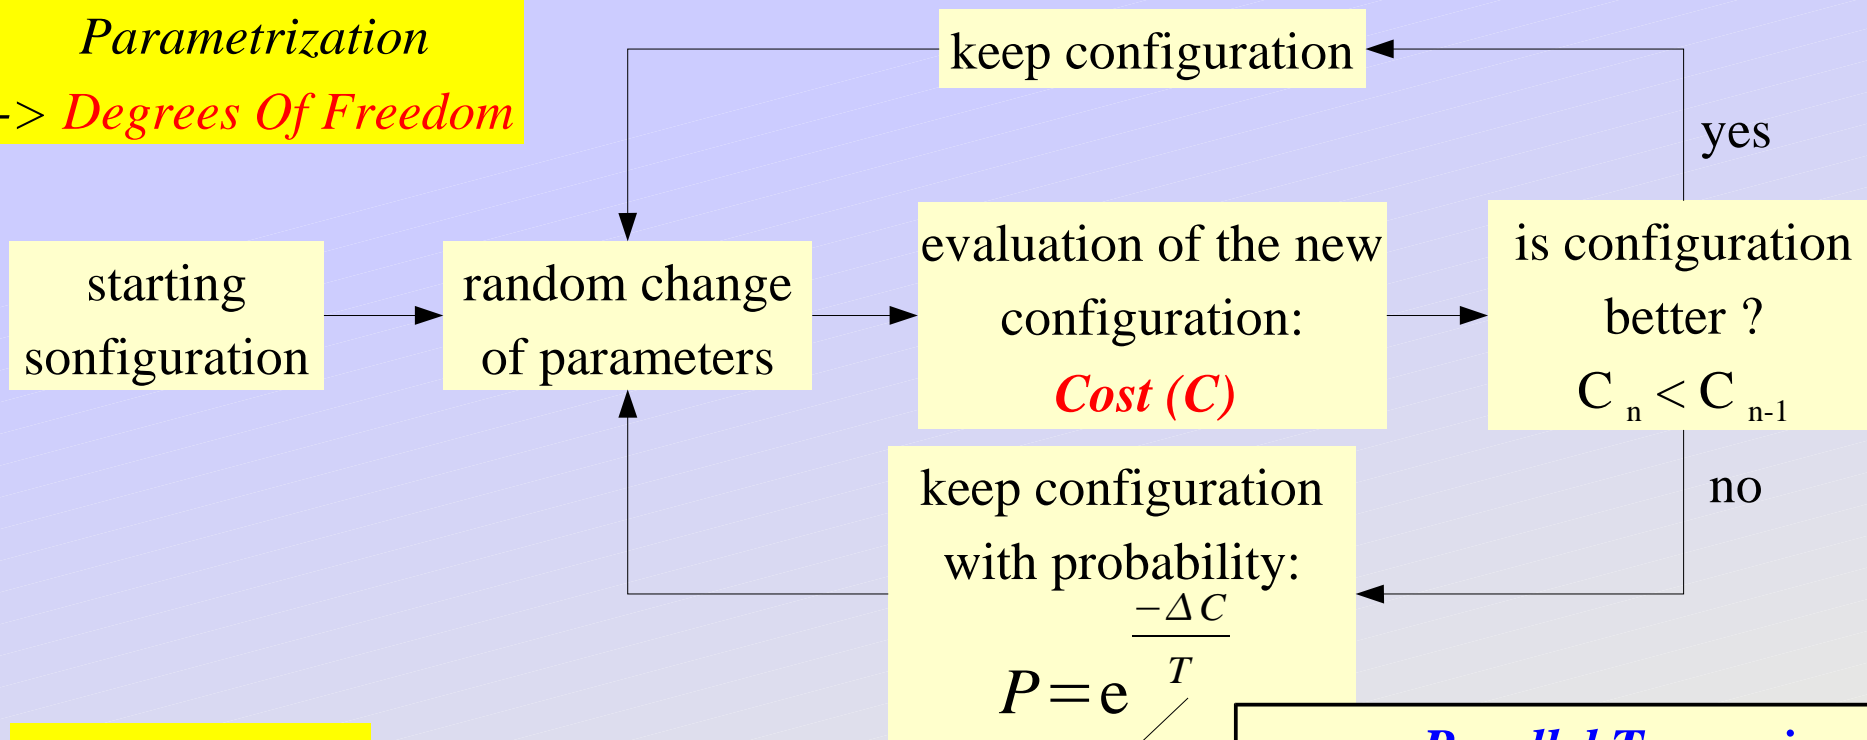 Parametrization
-> Degrees Of Freedom
keep configuration
yes
starting
sonfiguration
random change
of parameters
evaluation of the new
configuration:
Cost (C)
is configuration
better ?
C n < C n-1
no
keep configuration
with probability:
P=e^(-ΔC/T)
Parallel